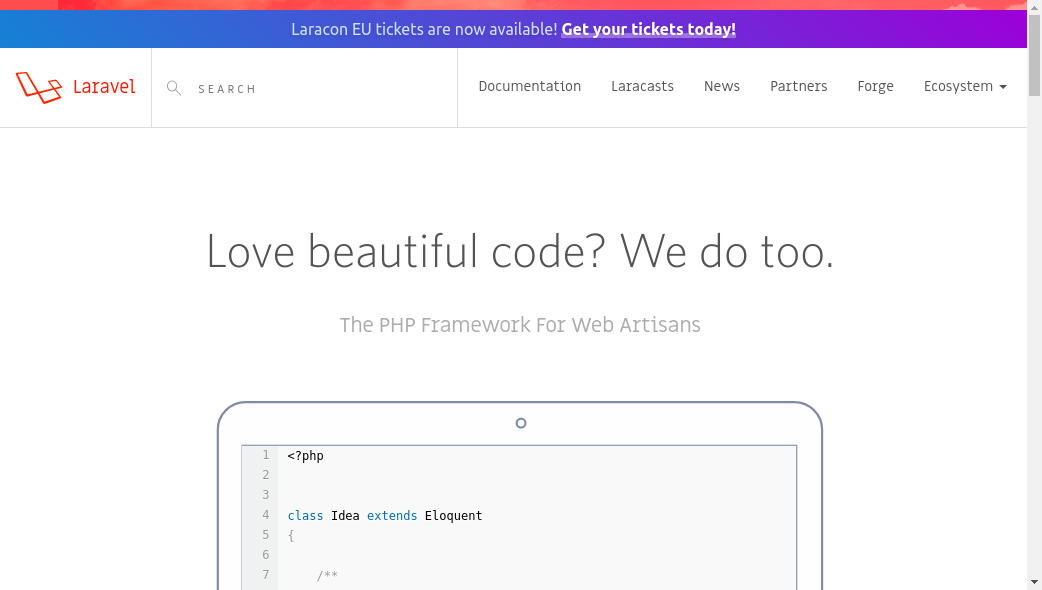 Laracon EU tickets are now available! Get your tickets today!
Laravel
SEARCH
Documentation
Laracasts
News
Partners
Forge
Ecosystem
Love beautiful code? We do too.
The PHP Framework For Web Artisans
1 <?php
2
3
4 class Idea extends Eloquent
5 {
6
7 /**